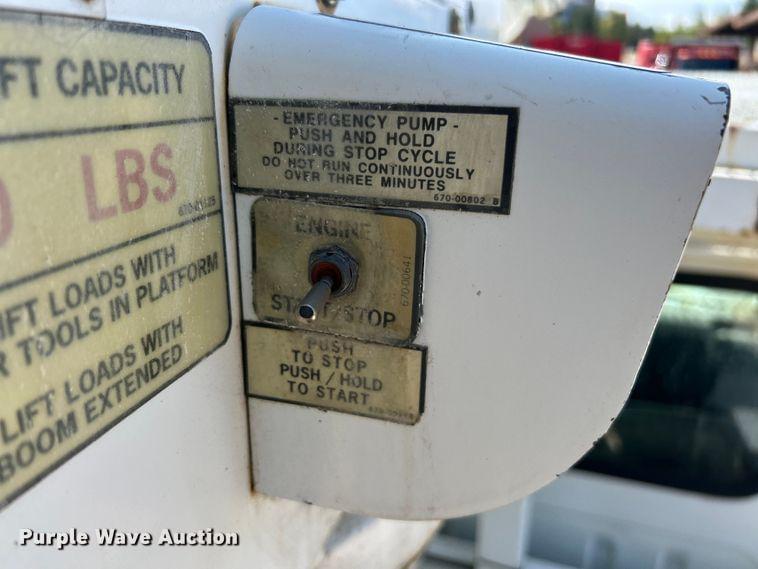 FT CAPACITY
LBS
IFT LOADS WITH
R TOOLS IN PLATFORM
LIFT LOADS WITH
BOOM EXTENDED
- EMERGENCY PUMP -
PUSH AND HOLD
DURING STOP CYCLE
DO NOT RUN CONTINUOUSLY
OVER THREE MINUTES
670-00802 B
ENGINE
START/STOP
670-00641
PUSH
TO STOP
PUSH / HOLD
TO START
Purple Wave Auction